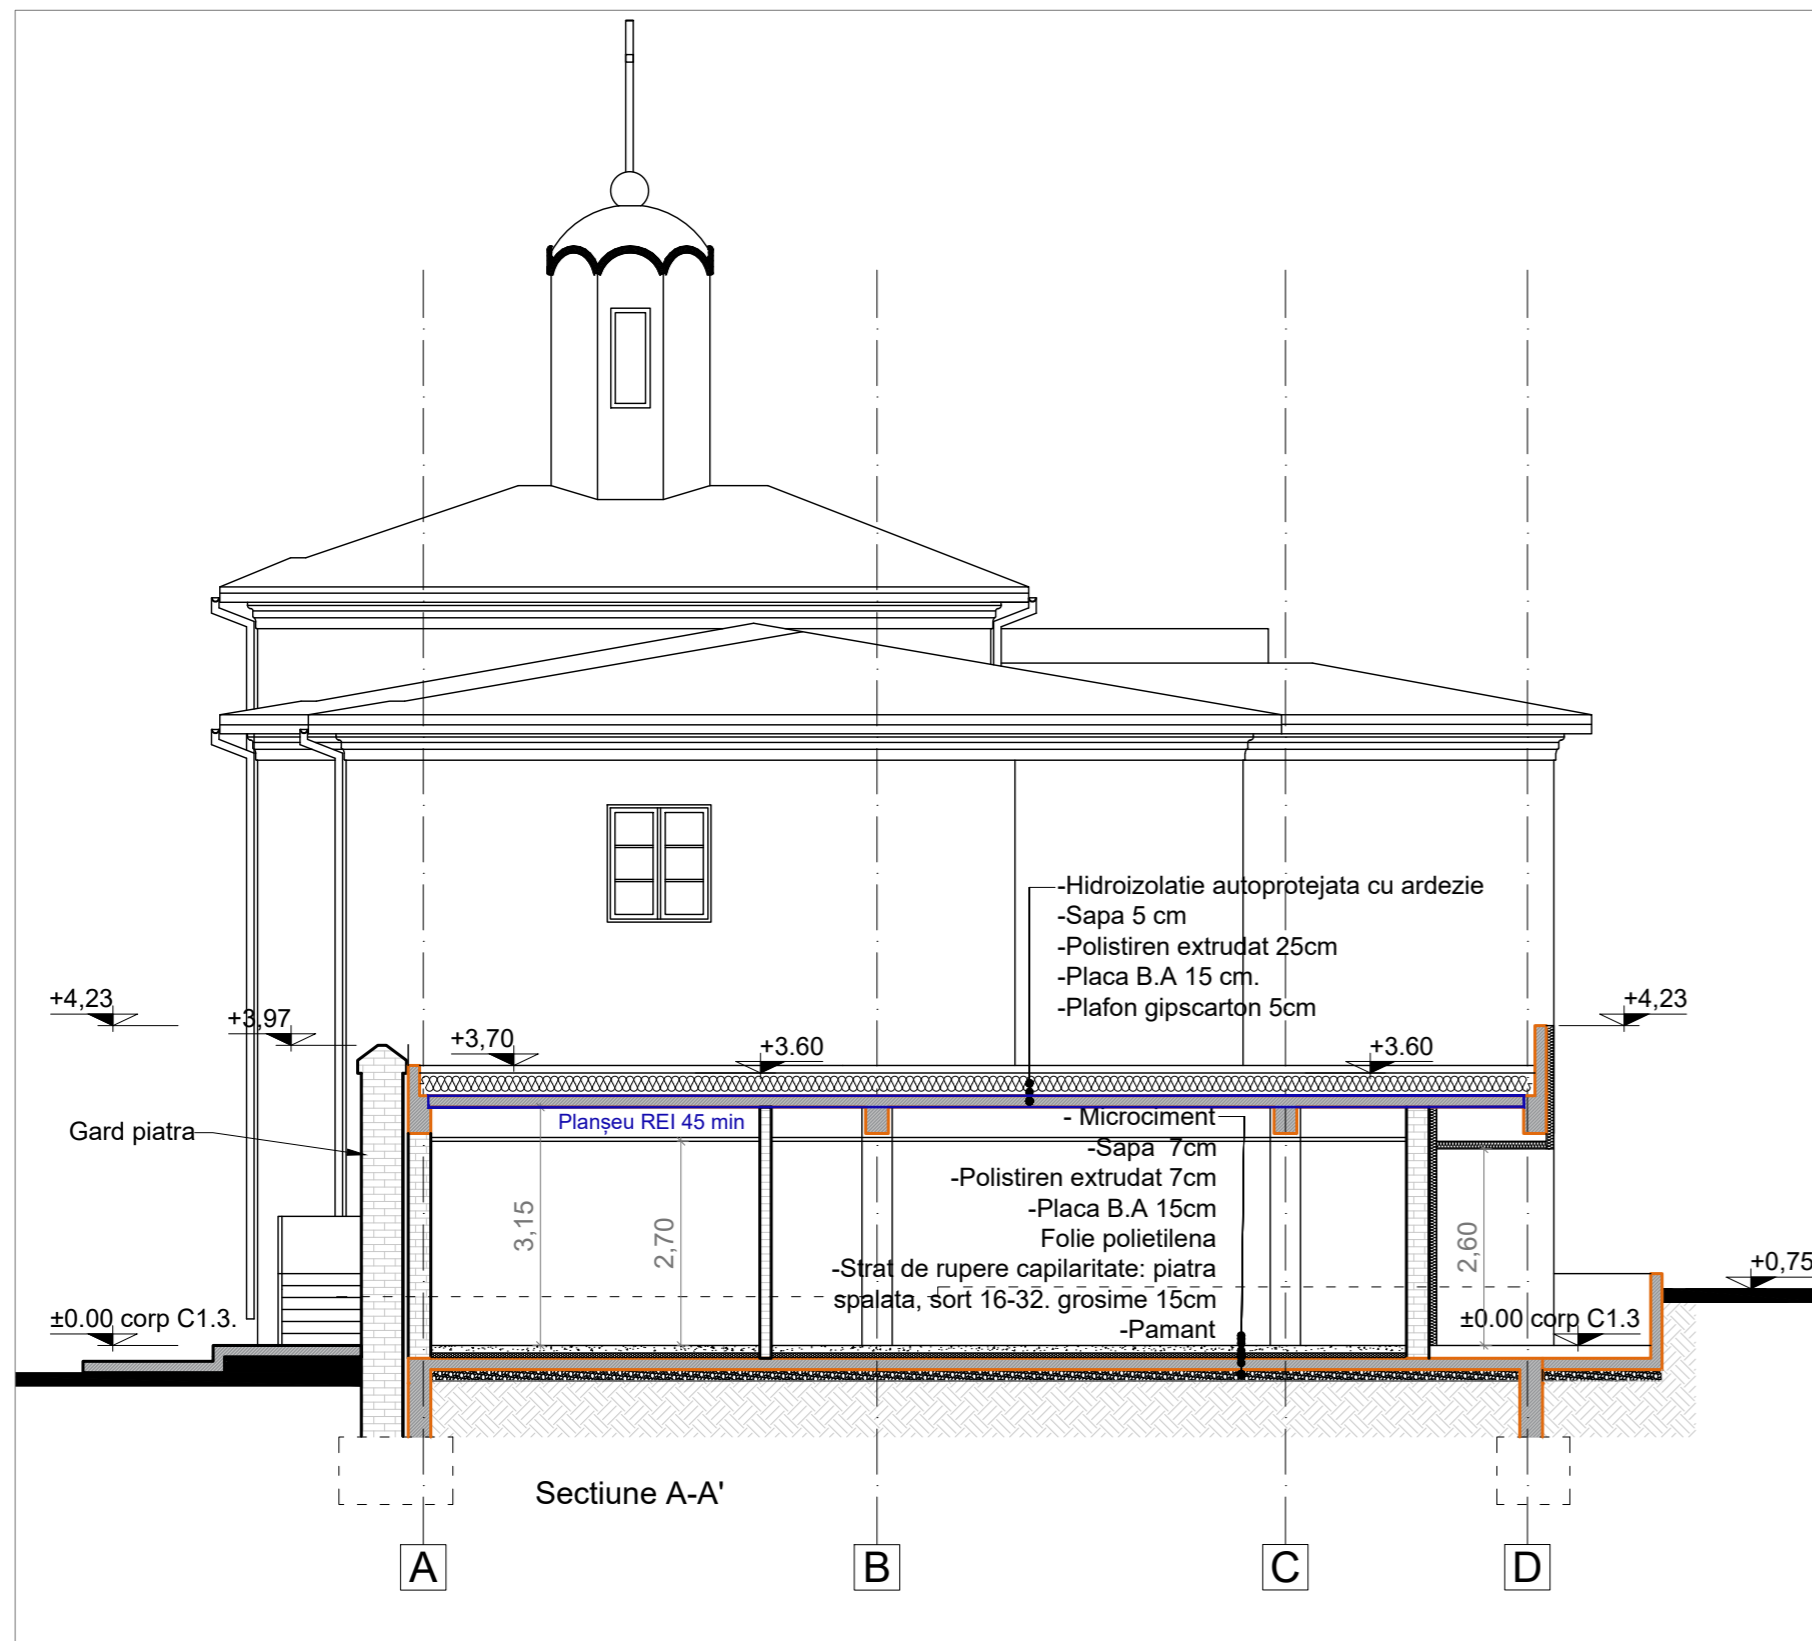 -Hidroizolatie autoprotejata cu ardezie
-Sapa 5 cm
-Polistiren extrudat 25cm
-Placa B.A 15 cm.
-Plafon gipscarton 5cm
+4,23
+3,97
+3,70
+3.60
+3.60
+4,23
Planșeu REI 45 min
Gard piatra
- Microciment
-Sapa  7cm
-Polistiren extrudat 7cm
-Placa B.A 15cm
Folie polietilena
-Strat de rupere capilaritate: piatra
spalata, sort 16-32. grosime 15cm
-Pamant
3,15
2,70
2,60
+0,75
±0.00 corp C1.3.
±0.00 corp C1.3
Sectiune A-A'
A
B
C
D